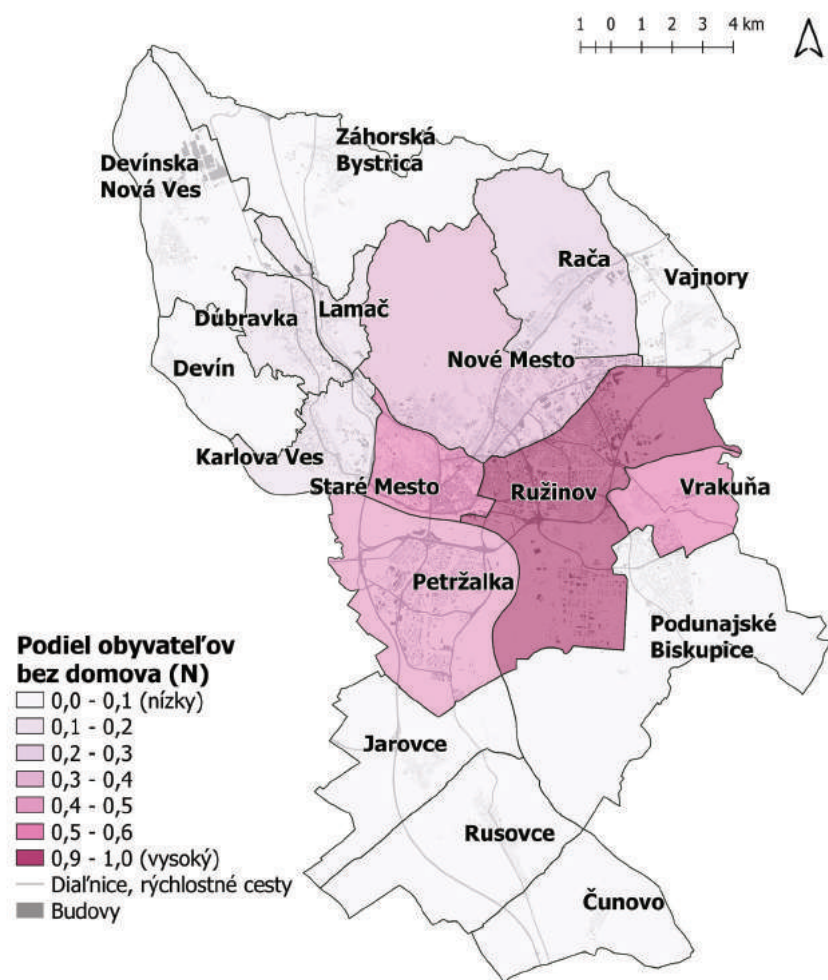 1 0 1 2 3 4 km
Záhorská
Bystrica
Devínska
Nová Ves
Rača
Vajnory
Lamač
Dúbravka
Nové Mesto
Devín
Karlova Ves
Staré Mesto
Ružinov
Vrakuňa
Petržalka
Podunajské
Biskupice
Jarovce
Rusovce
Čunovo
Podiel obyvateľov
bez domova (N)
0,0 - 0,1 (nízky)
0,1 - 0,2
0,2 - 0,3
0,3 - 0,4
0,4 - 0,5
0,5 - 0,6
0,9 - 1,0 (vysoký)
Diaľnice, rýchlostné cesty
Budovy